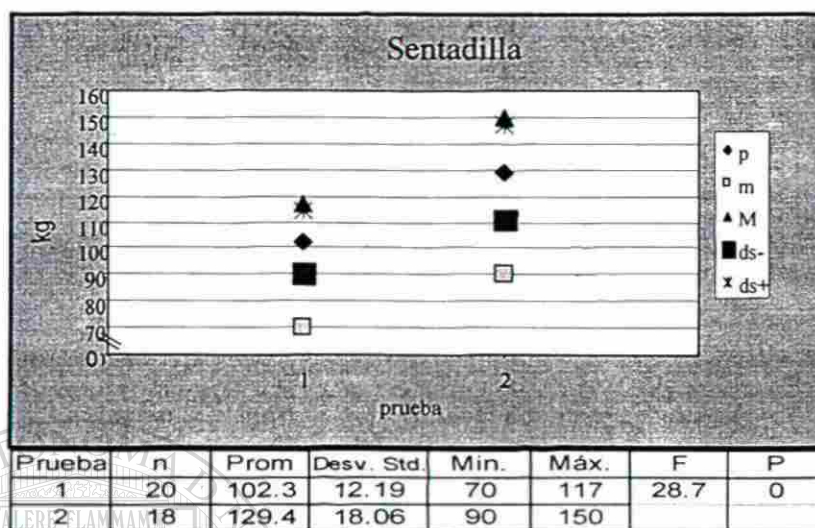 Sentadilla
160
150
140
130
120
110
100
90
80
70
0
kg
1 2
prueba
p
m
M
ds-
ds+
Prueba n Prom Desv. Std. Min. Máx. F P
1 20 102.3 12.19 70 117 28.7 0
2 18 129.4 18.06 90 150
ALERE FLAMMAM